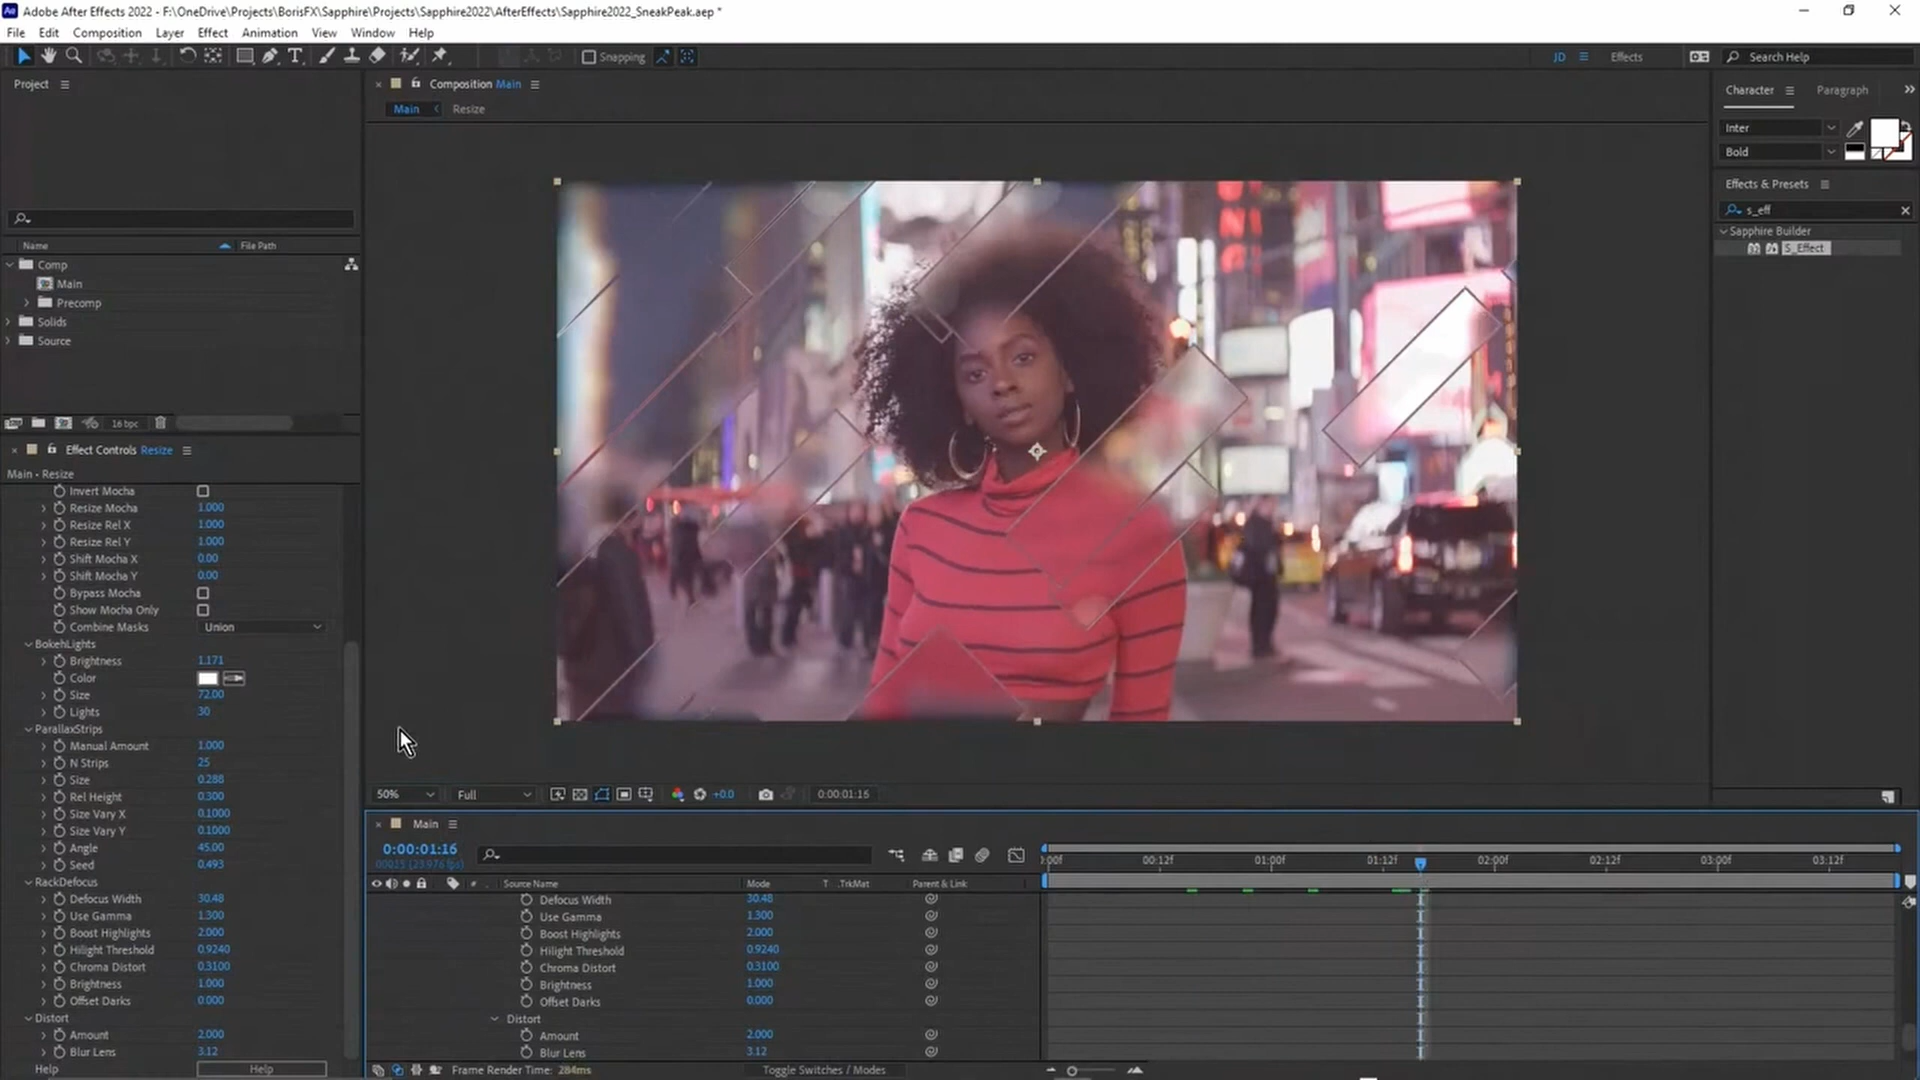 Adobe After Effects 2022 - F:\OneDrive\Projects\BorisFX\Sapphire\Projects\Sapphire2022\AfterEffects\Sapphire2022_SneakPeak.aep *
File Edit Composition Layer Effect Animation View Window Help
Snapping
JD
Effects
Search Help
Project
Name
File Path
Comp
Main
Precomp
Solids
Source
16 bpc
Effect Controls Resize
Main - Resize
Invert Mocha
Resize Mocha 1.000
Resize Rel X 1.000
Resize Rel Y 1.000
Shift Mocha X 0.00
Shift Mocha Y 0.00
Bypass Mocha
Show Mocha Only
Combine Masks Union
BokehLights
Brightness 1.171
Color
Size 72.00
Lights 30
ParallaxStrips
Manual Amount 1.000
N Strips 25
Size 0.288
Rel Height 0.300
Size Vary X 0.1000
Size Vary Y 0.1000
Angle 45.00
Seed 0.493
RackDefocus
Defocus Width 30.48
Use Gamma 1.300
Boost Highlights 2.000
Hilight Threshold 0.9240
Chroma Distort 0.3100
Brightness 1.000
Offset Darks 0.000
Distort
Amount 2.000
Blur Lens 3.12
Help Help
Composition Main
Main Resize
50% Full +0.0 0:00:01:16
Character Paragraph
Inter
Bold
Effects & Presets
s_eff
Sapphire Builder
S_Effect
Main
0:00:01:16
00015 (23.976 fps)
:00f 00:12f 01:00f 01:12f 02:00f 02:12f 03:00f 03:12f
# Source Name Mode T .TrkMat Parent & Link
Defocus Width 30.48
Use Gamma 1.300
Boost Highlights 2.000
Hilight Threshold 0.9240
Chroma Distort 0.3100
Brightness 1.000
Offset Darks 0.000
Distort
Amount 2.000
Blur Lens 3.12
Frame Render Time: 284ms
Toggle Switches / Modes